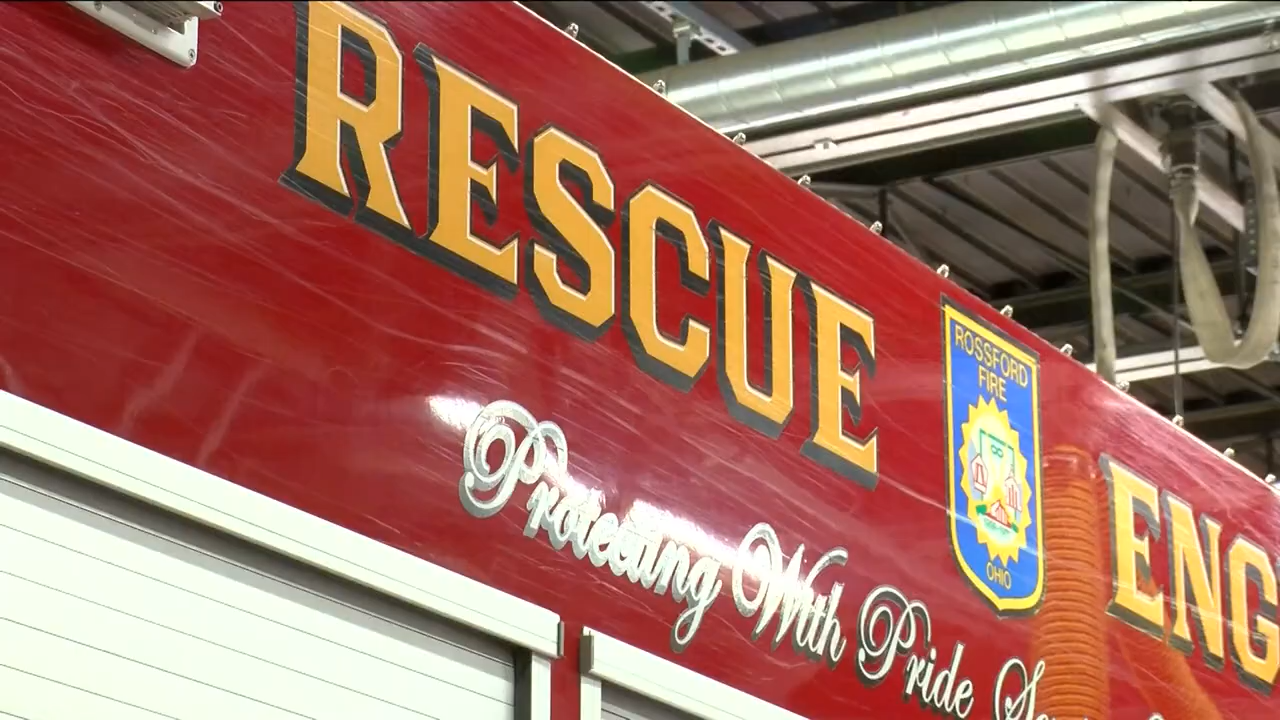 RESCUE
ROSSFORD
FIRE
OHIO
ENG
Protecting With Pride